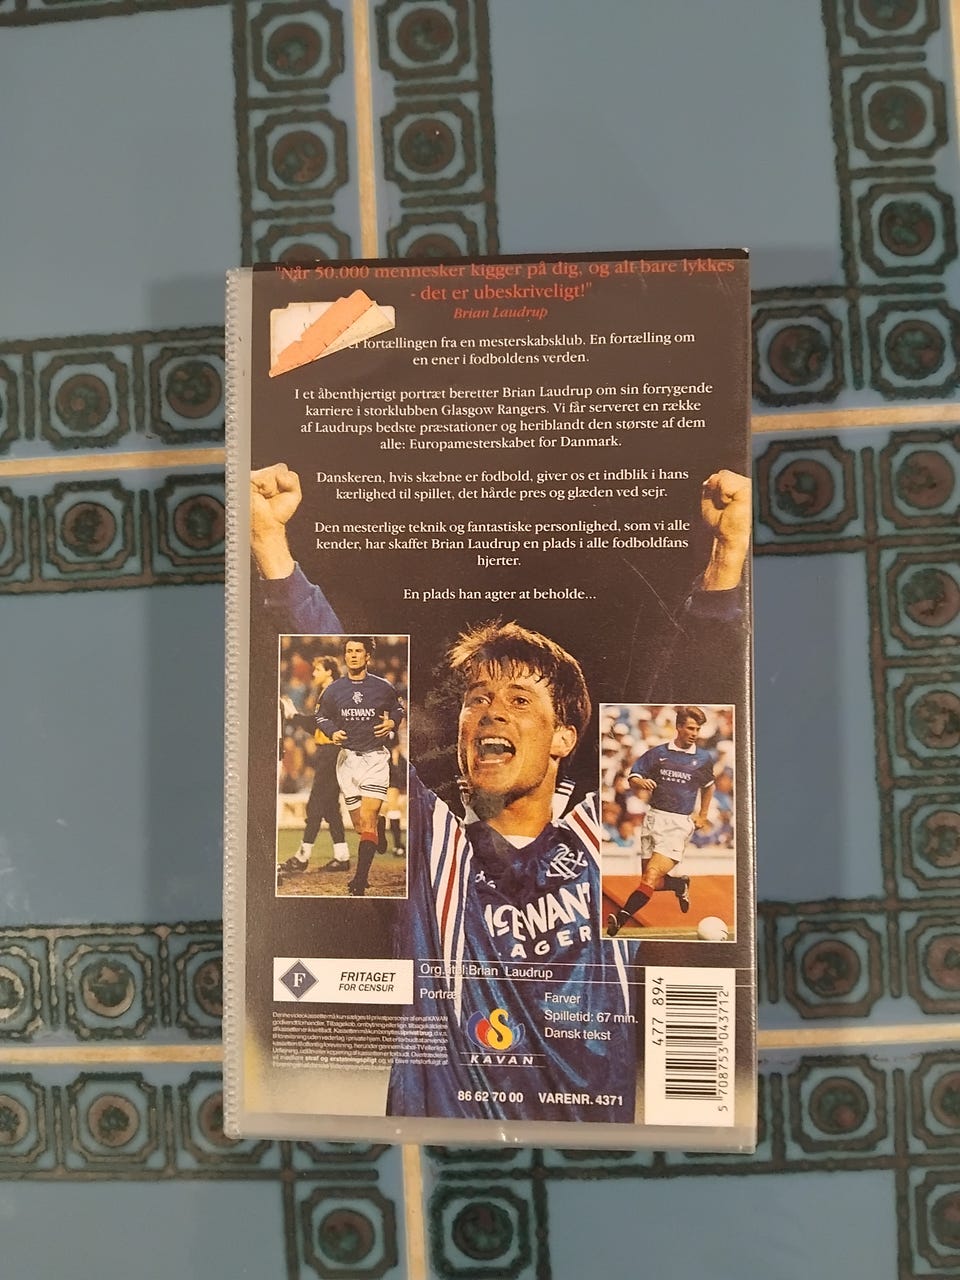 "Når 50.000 mennesker kigger på dig, og alt bare lykkes
- det er ubeskriveligt!"
Brian Laudrup
er fortællingen fra en mesterskabsklub. En fortælling om
en ener i fodboldens verden.
I et åbenthjertigt portræt beretter Brian Laudrup om sin forrygende
karriere i storklubben Glasgow Rangers. Vi får serveret en række
af Laudrups bedste præstationer og heriblandt den største af dem
alle: Europamesterskabet for Danmark.
Danskeren, hvis skæbne er fodbold, giver os et indblik i hans
kærlighed til spillet, det hårde pres og glæden ved sejr.
Den mesterlige teknik og fantastiske personlighed, som vi alle
kender, har skaffet Brian Laudrup en plads i alle fodboldfans
hjerter.
En plads han agter at beholde...
McEWAN'S
LAGER
McEWAN'S
LAGER
McEWAN'
LAGER
F
FRITAGET
FOR CENSUR
Org. titel: Brian Laudrup
Portræt
Farver
Spilletid: 67 min.
Dansk tekst
KAVAN
86 62 70 00 VARENR. 4371
477 894
5 708753 043712